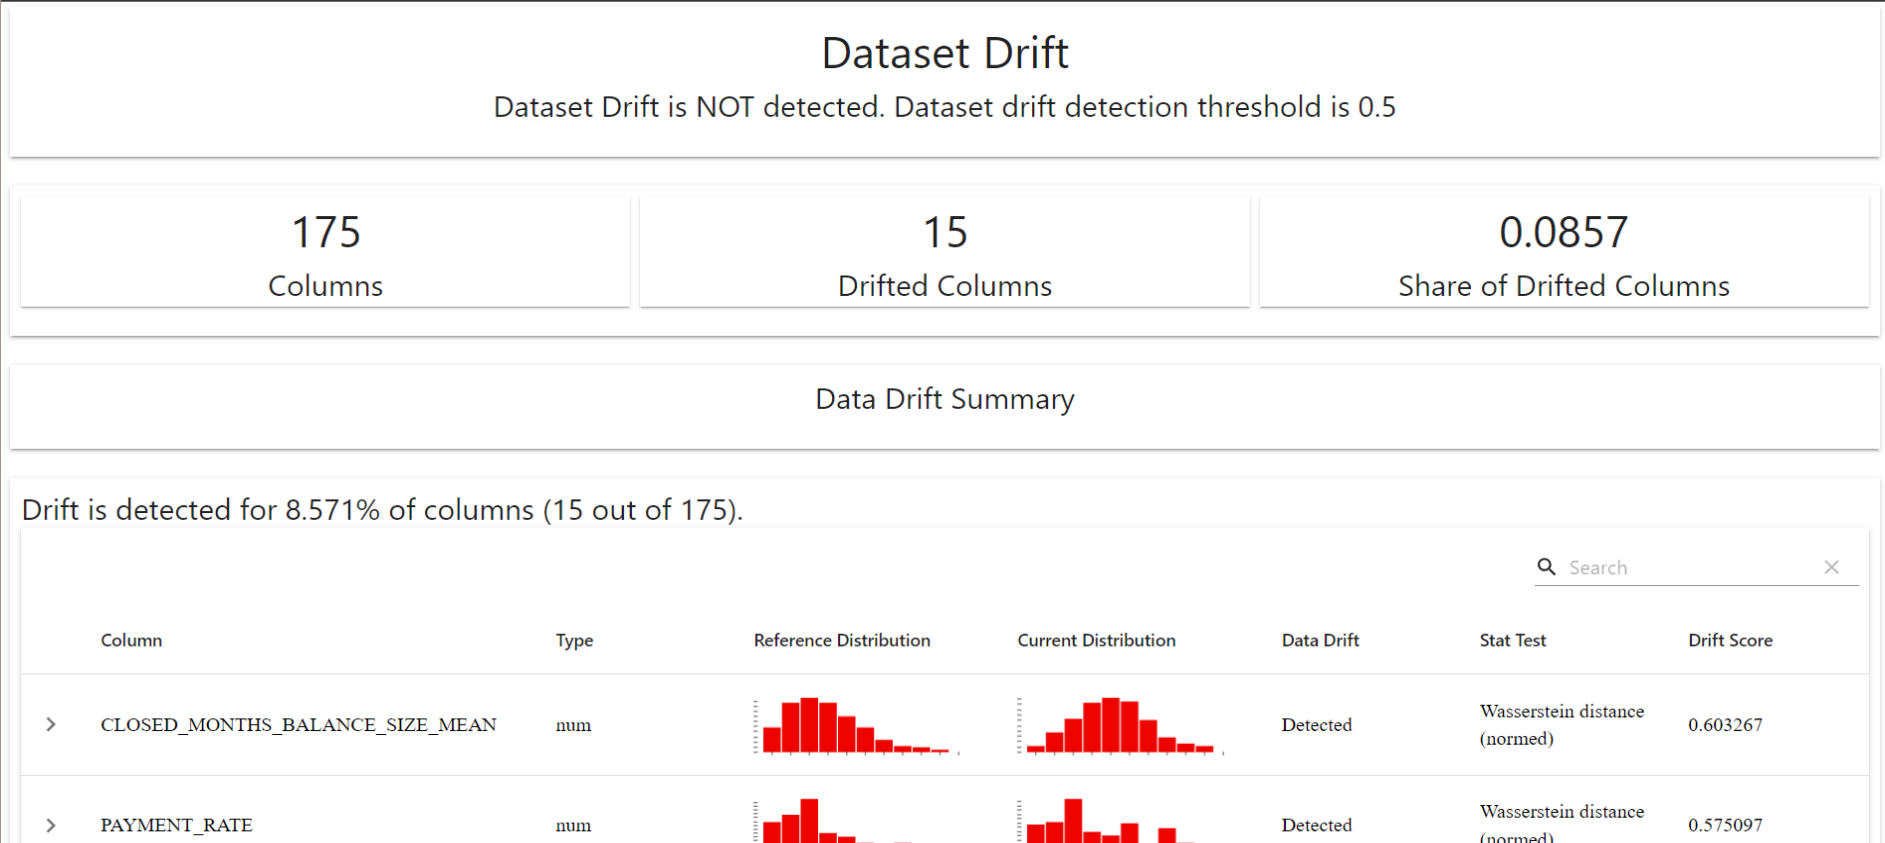 Dataset Drift
Dataset Drift is NOT detected. Dataset drift detection threshold is 0.5
175
Columns
15
Drifted Columns
0.0857
Share of Drifted Columns
Data Drift Summary
Drift is detected for 8.571% of columns (15 out of 175).
Search
Column Type Reference Distribution Current Distribution Data Drift Stat Test Drift Score
CLOSED_MONTHS_BALANCE_SIZE_MEAN num Detected Wasserstein distance (normed) 0.603267
PAYMENT_RATE num Detected Wasserstein distance (normed) 0.575097